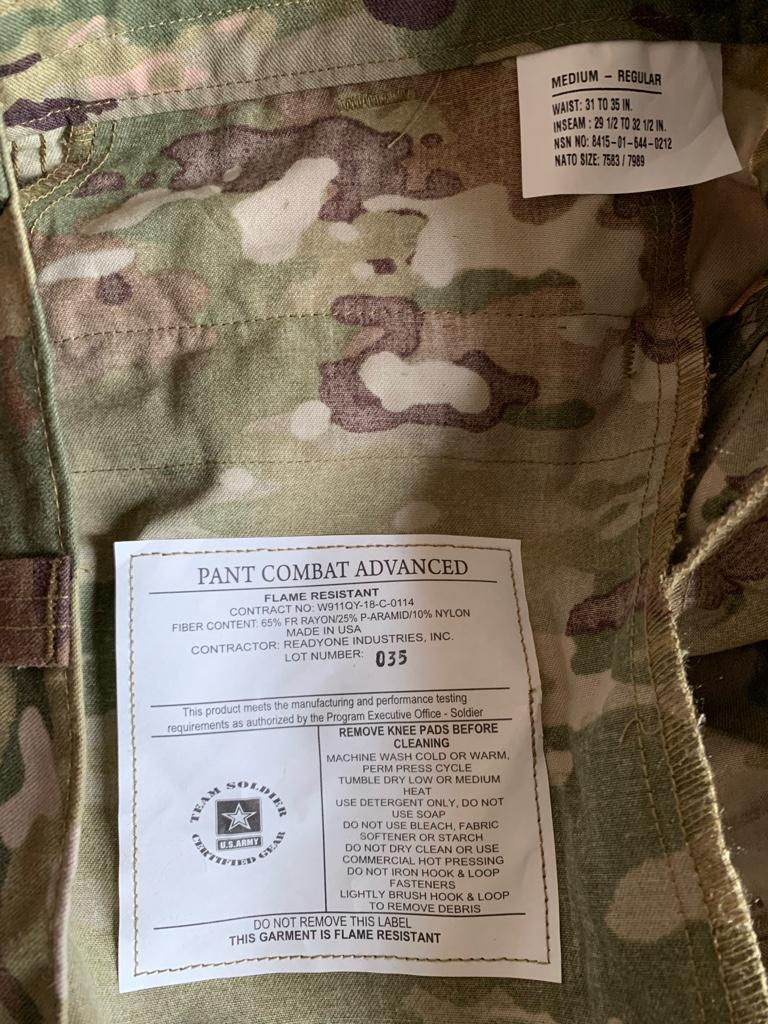 MEDIUM - REGULAR
WAIST: 31 TO 35 IN.
INSEAM : 29 1/2 TO 32 1/2 IN.
NSN NO: 8415-01-644-0212
NATO SIZE: 7583 / 7989
PANT COMBAT ADVANCED
FLAME RESISTANT
CONTRACT NO: W911QY-18-C-0114
FIBER CONTENT: 65% FR RAYON/25% P-ARAMID/10% NYLON
MADE IN USA
CONTRACTOR: READYONE INDUSTRIES, INC.
LOT NUMBER: 035
This product meets the manufacturing and performance testing
requirements as authorized by the Program Executive Office - Soldier
TEAM SOLDIER
U.S.ARMY
CERTIFIED GEAR
REMOVE KNEE PADS BEFORE
CLEANING
MACHINE WASH COLD OR WARM,
PERM PRESS CYCLE
TUMBLE DRY LOW OR MEDIUM
HEAT
USE DETERGENT ONLY, DO NOT
USE SOAP
DO NOT USE BLEACH, FABRIC
SOFTENER OR STARCH
DO NOT DRY CLEAN OR USE
COMMERCIAL HOT PRESSING
DO NOT IRON HOOK & LOOP
FASTENERS
LIGHTLY BRUSH HOOK & LOOP
TO REMOVE DEBRIS
DO NOT REMOVE THIS LABEL
THIS GARMENT IS FLAME RESISTANT